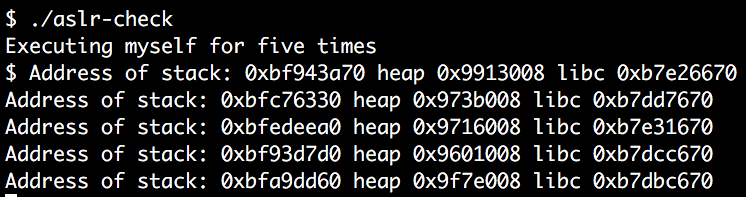 $ ./aslr-check
Executing myself for five times
$ Address of stack: 0xbf943a70 heap 0x9913008 libc 0xb7e26670
Address of stack: 0xbfc76330 heap 0x973b008 libc 0xb7dd7670
Address of stack: 0xbfedeea0 heap 0x9716008 libc 0xb7e31670
Address of stack: 0xbf93d7d0 heap 0x9601008 libc 0xb7dcc670
Address of stack: 0xbfa9dd60 heap 0x9f7e008 libc 0xb7dbc670